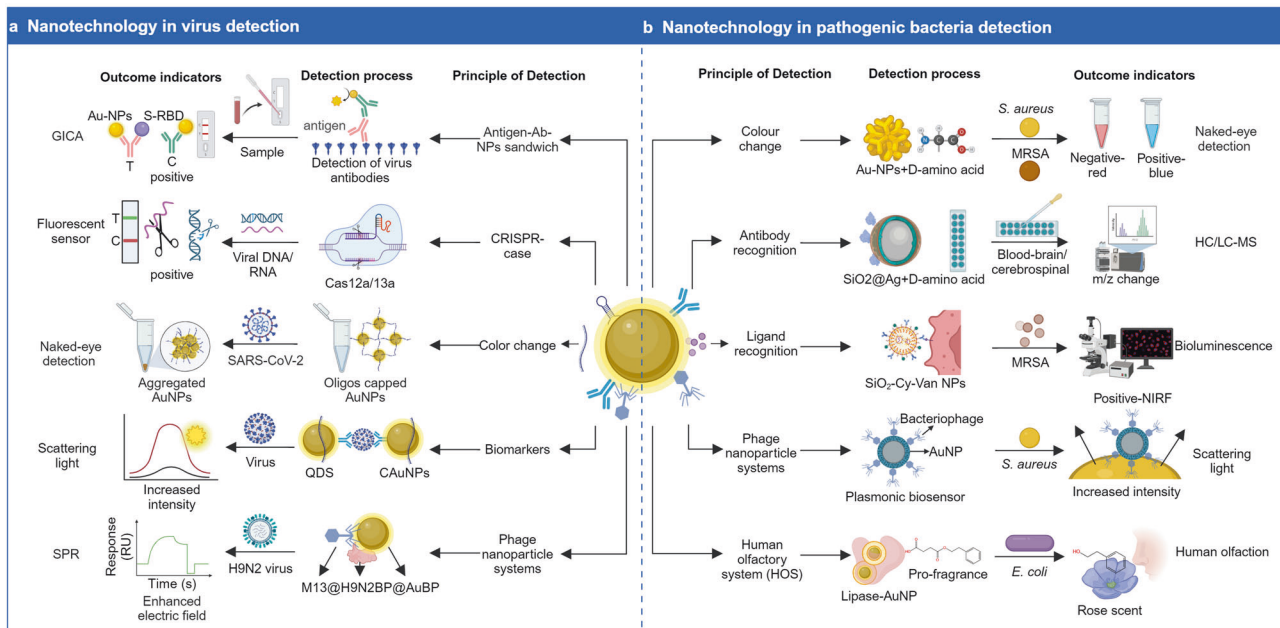 a Nanotechnology in virus detection
Outcome indicators
Detection process
Principle of Detection
GICA
Au-NPs
S-RBD
T
C
positive
Sample
antigen
Detection of virus
antibodies
Antigen-Ab-
NPs sandwich
Fluorescent
sensor
T
C
positive
Viral DNA/
RNA
Cas12a/13a
CRISPR-
case
Naked-eye
detection
Aggregated
AuNPs
SARS-CoV-2
Oligos capped
AuNPs
Color change
Scattering
light
Increased
intensity
Virus
QDS
CAuNPs
Biomarkers
SPR
Response
(RU)
Time (s)
Enhanced
electric field
H9N2 virus
M13@H9N2BP@AuBP
Phage
nanoparticle
systems
b Nanotechnology in pathogenic bacteria detection
Principle of Detection
Detection process
Outcome indicators
Colour
change
Au-NPs+D-amino acid
H
N
H
C
C
O
O
H
S. aureus
MRSA
Negative-
red
Positive-
blue
Naked-eye
detection
Antibody
recognition
SiO2@Ag+D-amino acid
Blood-brain/
cerebrospinal
m/z change
HC/LC-MS
Ligand
recognition
SiO₂-Cy-Van NPs
MRSA
Positive-NIRF
Bioluminescence
Phage
nanoparticle
systems
Bacteriophage
AuNP
Plasmonic biosensor
S. aureus
Increased intensity
Scattering
light
Human
olfactory
system (HOS)
Lipase-AuNP
Pro-fragrance
E. coli
HO
Rose scent
Human olfaction